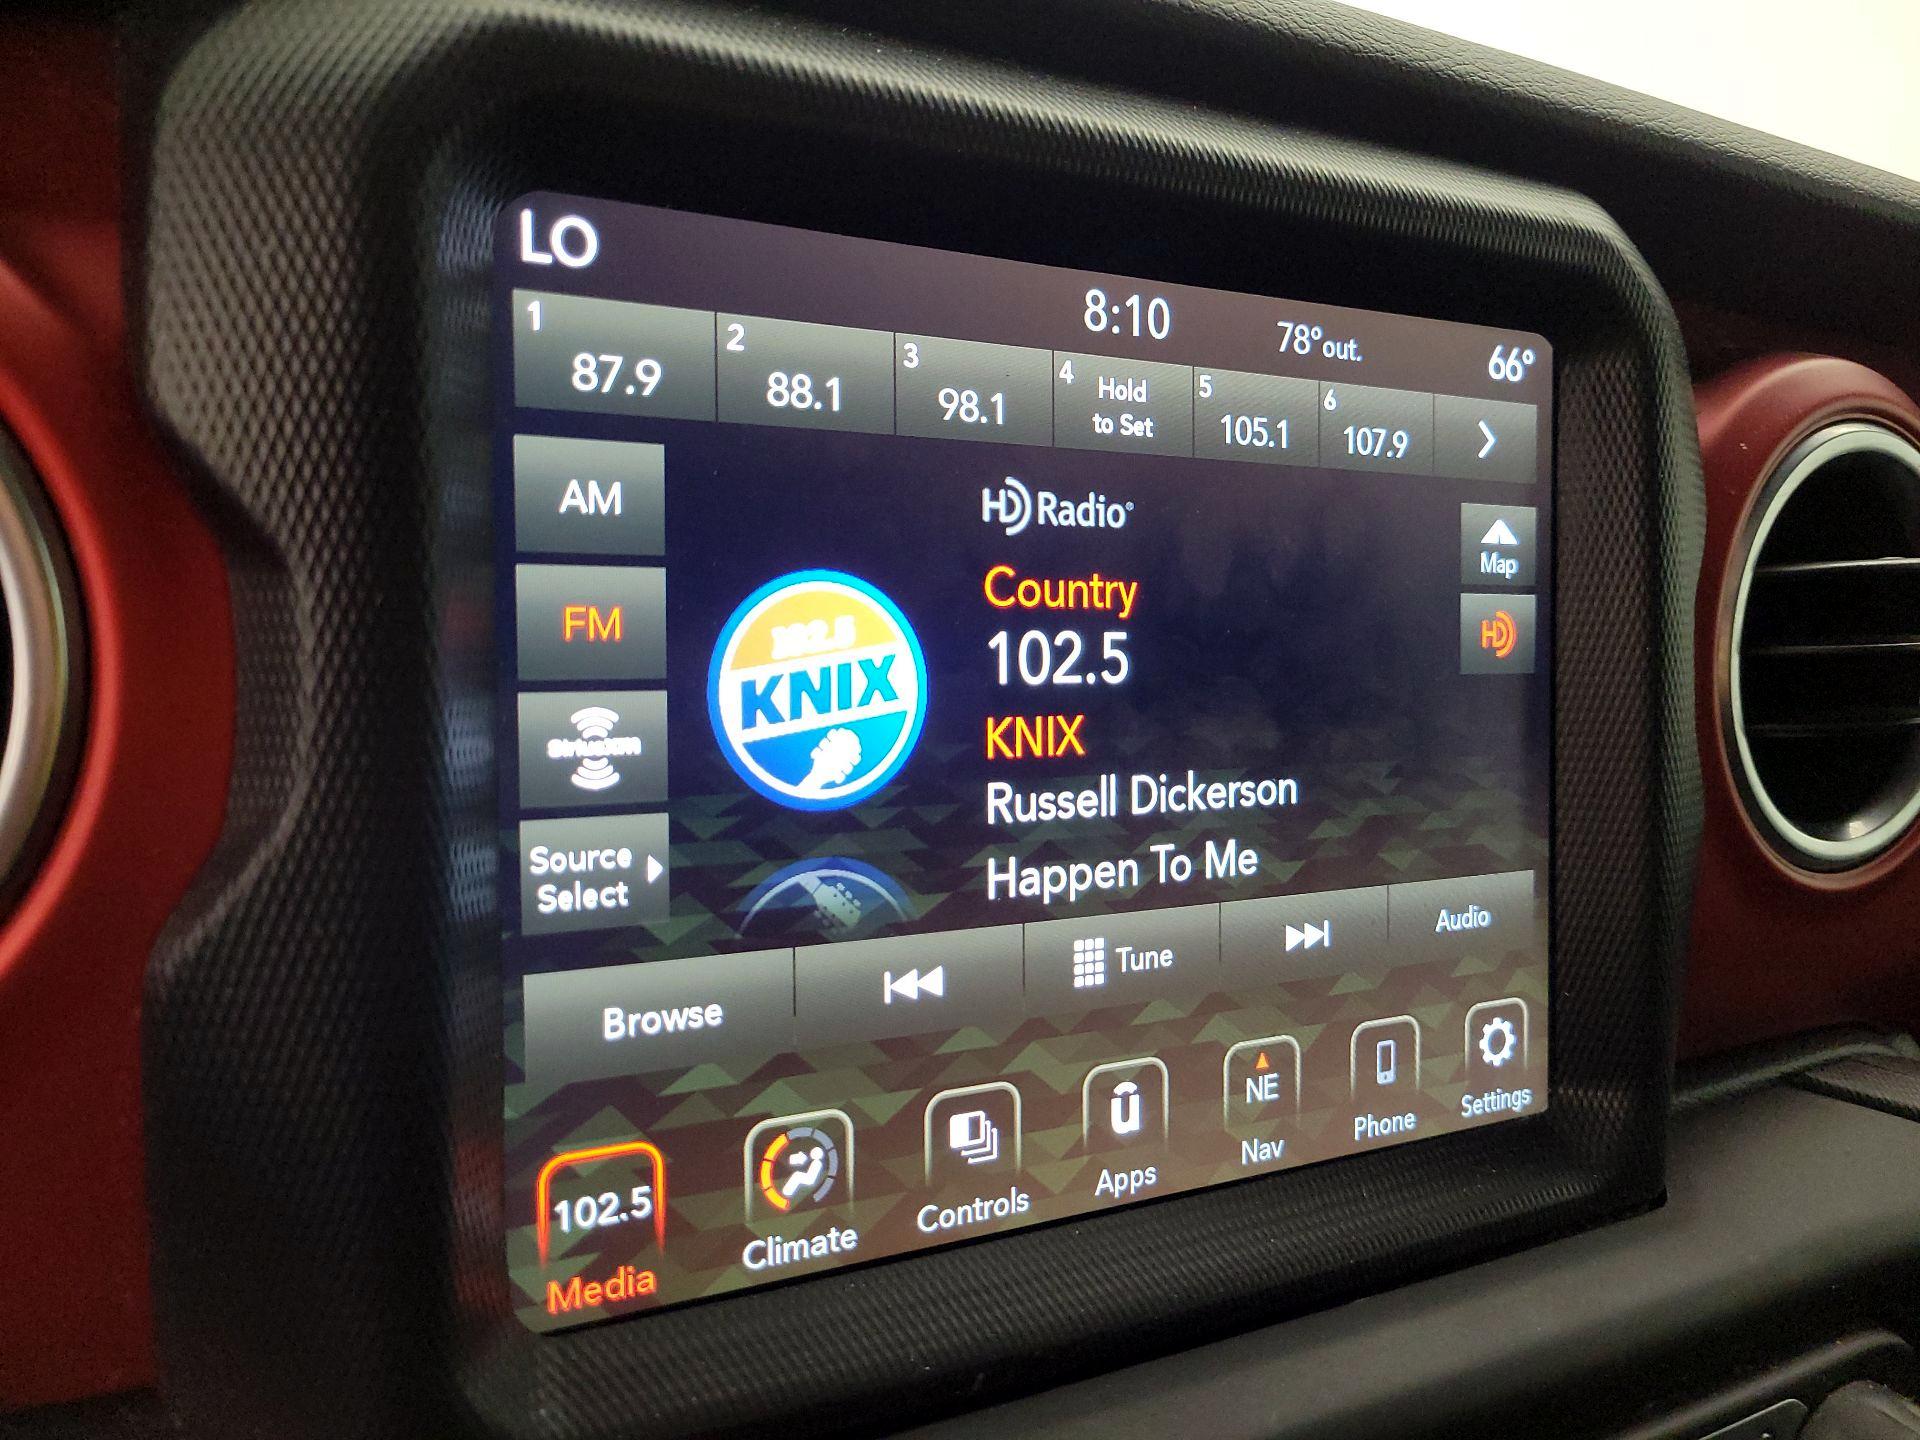 LO
8:10
78° out.
66°
1
87.9
2
88.1
3
98.1
4
Hold
to Set
5
105.1
6
107.9
AM
FM
SiriusXM
Source
Select
HD Radio®
Country
102.5
KNIX
Russell Dickerson
Happen To Me
102.5
KNIX
Map
HD
Browse
Tune
Audio
102.5
Media
Climate
Controls
u
Apps
NE
Nav
Phone
Settings